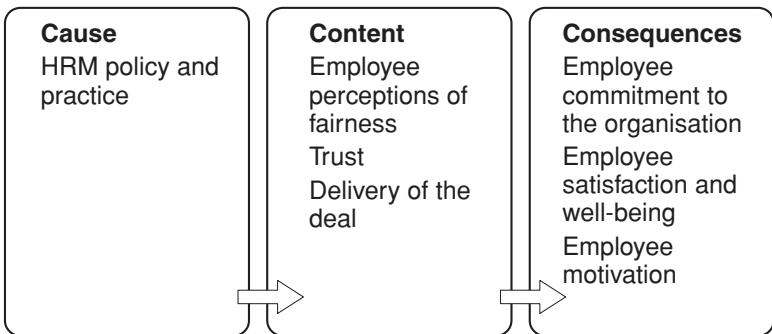 Cause
HRM policy and
practice
Content
Employee
perceptions of
fairness
Trust
Delivery of the
deal
Consequences
Employee
commitment to
the organisation
Employee
satisfaction and
well-being
Employee
motivation